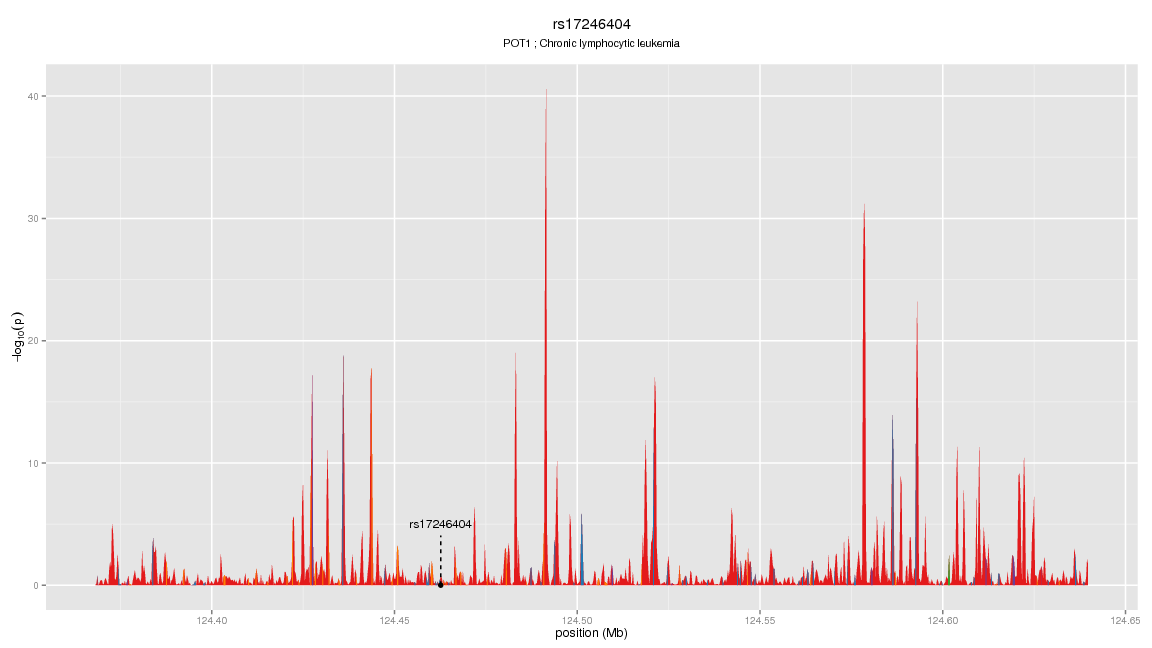 rs17246404
POT1 ; Chronic lymphocytic leukemia
40
30
20
10
0
−log10(p)
rs17246404
124.40
124.45
124.50
124.55
124.60
124.65
position (Mb)